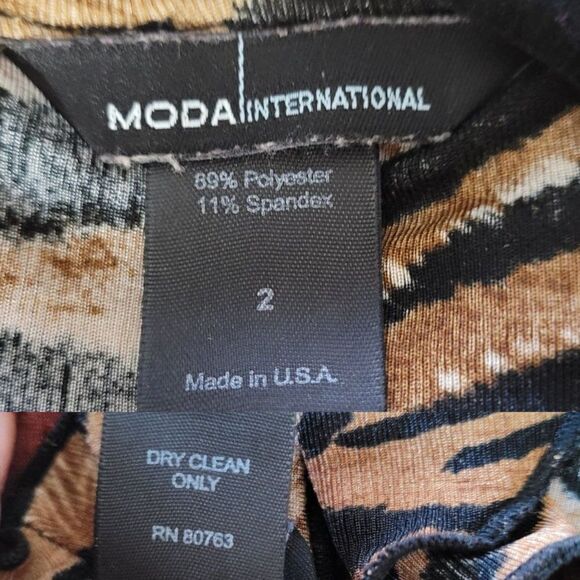 MODA INTERNATIONAL
89% Polyester
11% Spandex
2
Made in U.S.A.
DRY CLEAN
ONLY
RN 80763